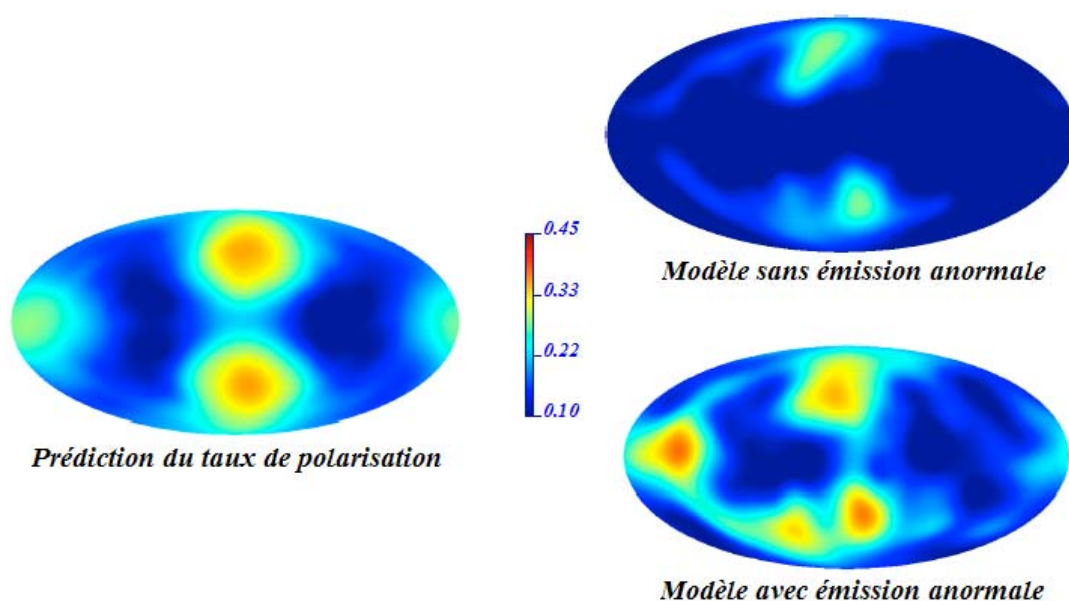 Modèle sans émission anormale
0.45
0.33
0.22
0.10
Prédiction du taux de polarisation
Modèle avec émission anormale